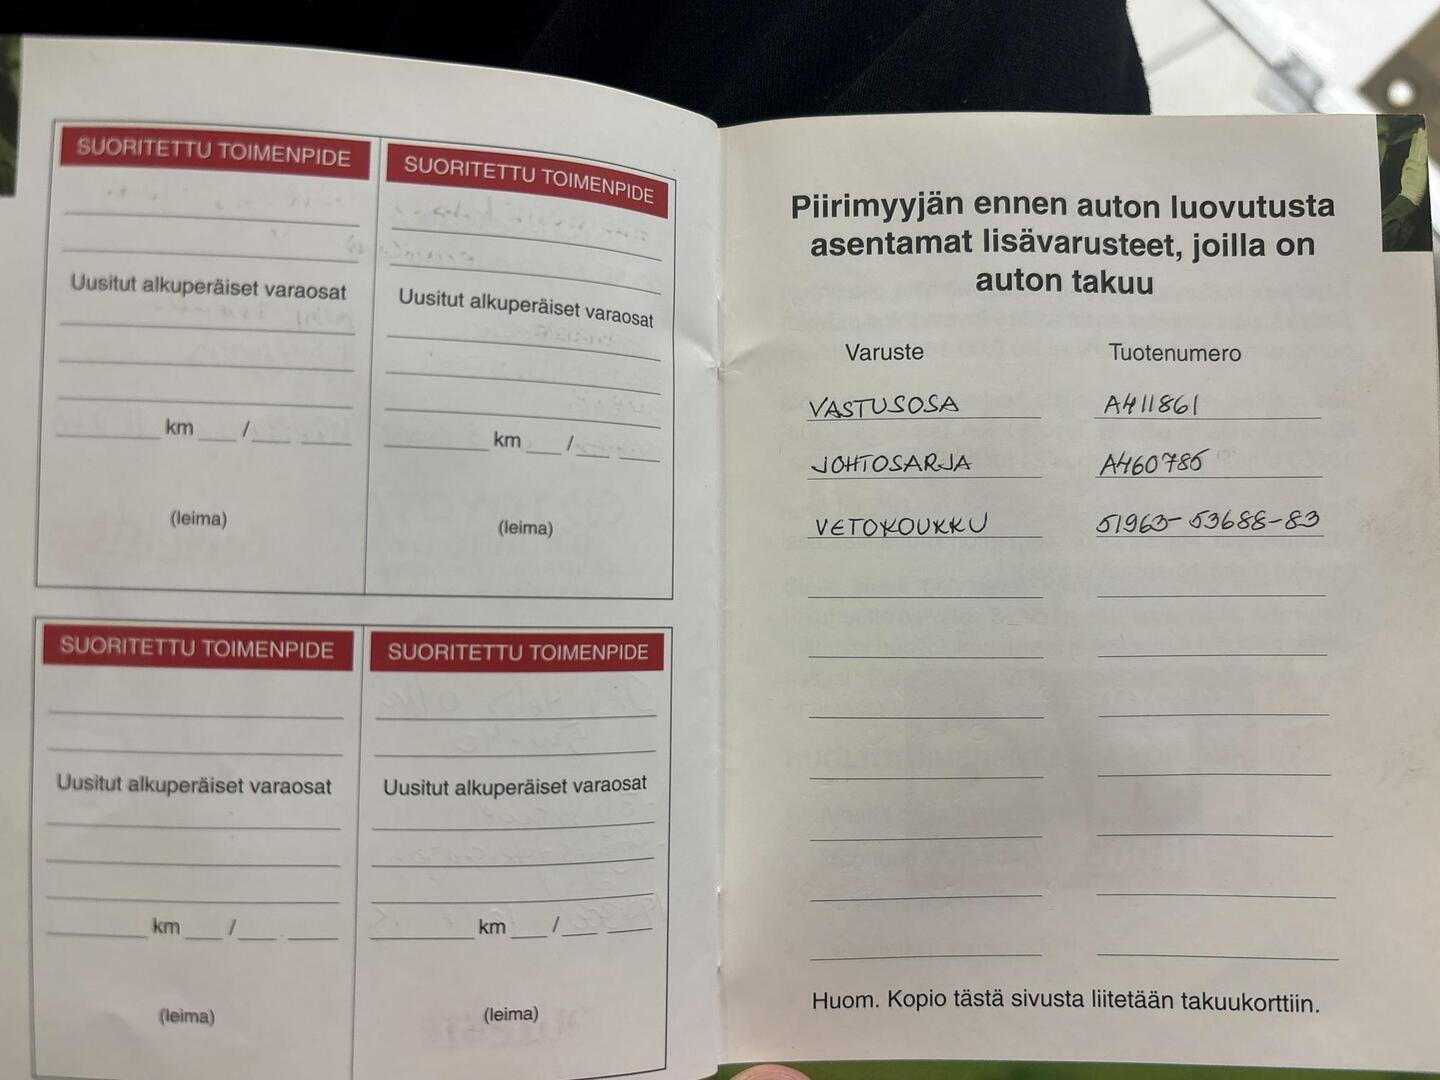 SUORITETTU TOIMENPIDE
Uusitut alkuperäiset varaosat
km /
(leima)
SUORITETTU TOIMENPIDE
Uusitut alkuperäiset varaosat
km /
(leima)
SUORITETTU TOIMENPIDE
Uusitut alkuperäiset varaosat
km /
(leima)
SUORITETTU TOIMENPIDE
Uusitut alkuperäiset varaosat
km /
(leima)
Piirimyyjän ennen auton luovutusta
asentamat lisävarusteet, joilla on
auton takuu
Varuste Tuotenumero
VASTUSOSA A411861
JOHTOSARJA A460785
VETOKOUKKU 51963-53688-83
Huom. Kopio tästä sivusta liitetään takuukorttiin.